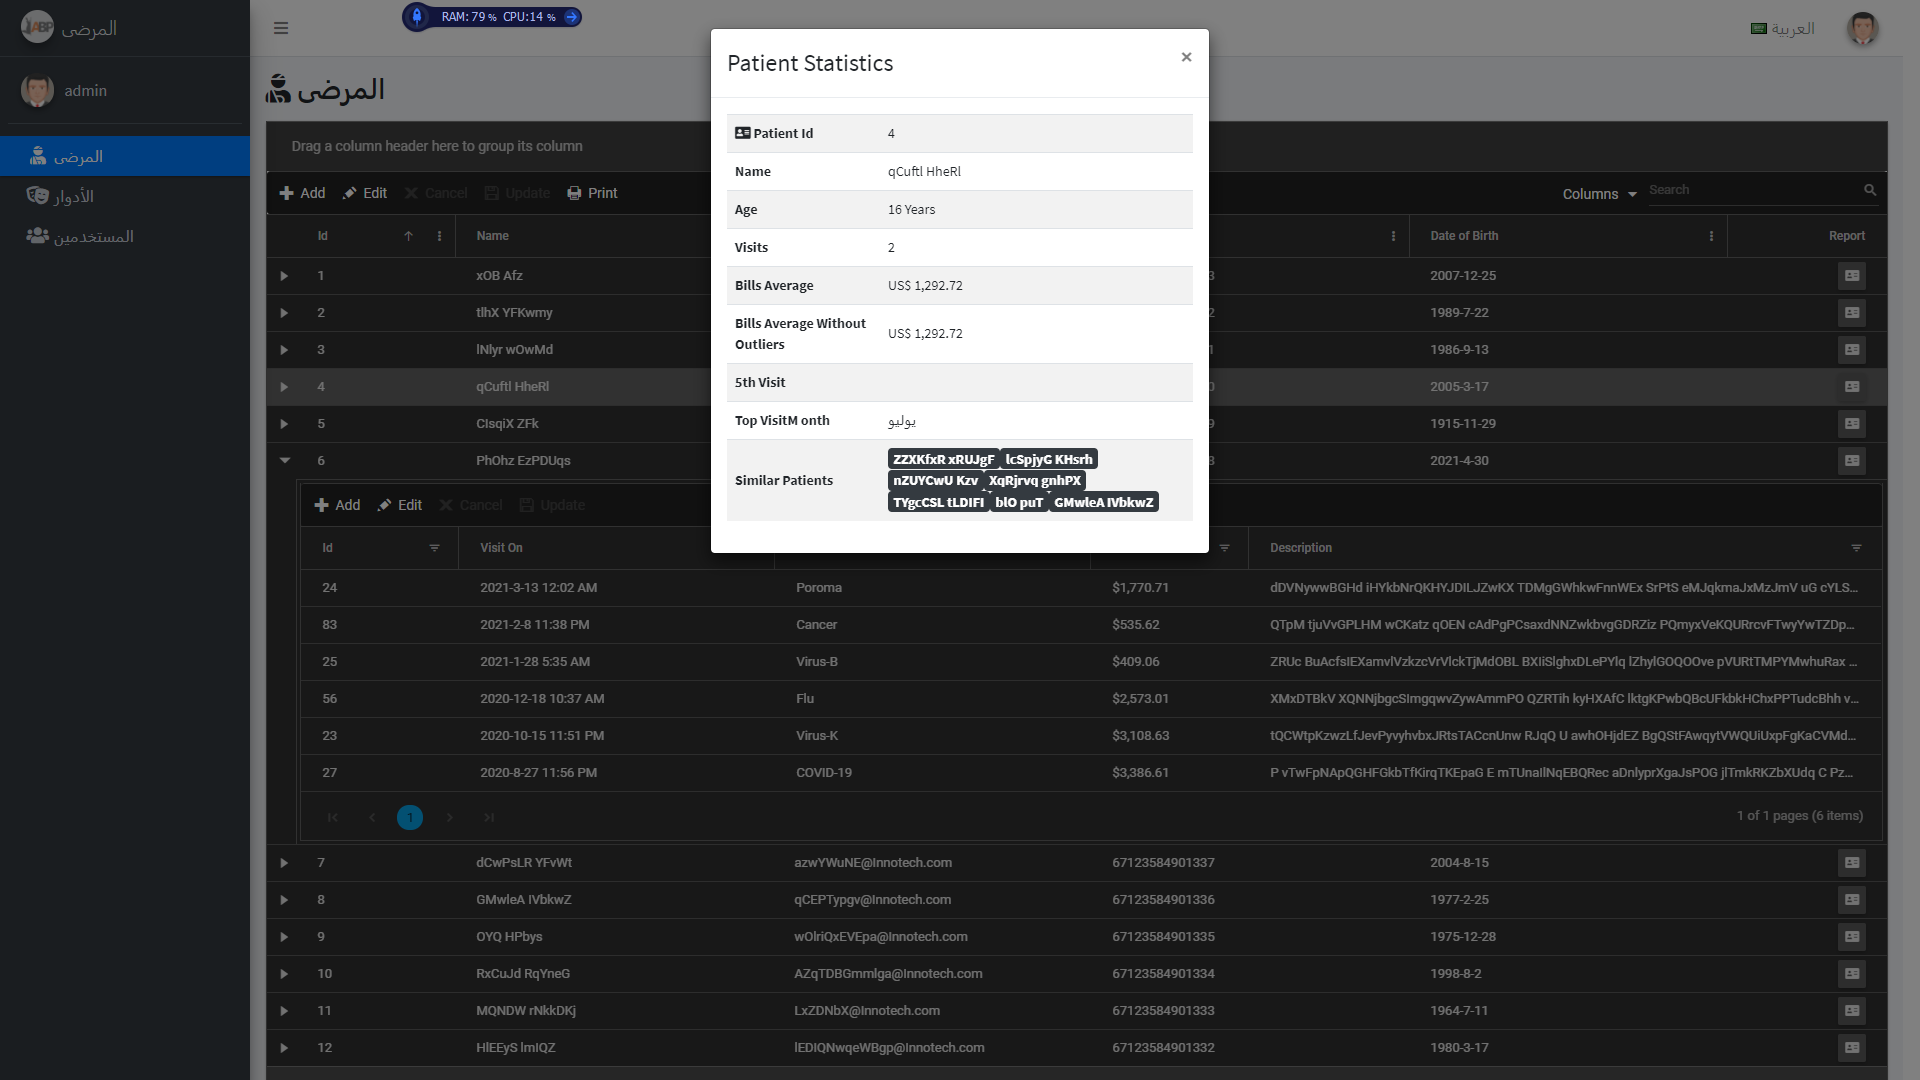 المرضى
admin
المرضى
الأدوار
المستخدمين
RAM: 79 % CPU:14 %
العربية
المرضى
Drag a column header here to group its column
Add Edit Cancel Update Print Columns Search
Id Name Date of Birth Report
1 xOB Afz 3 2007-12-25
2 tlhX YFKwmy 2 1989-7-22
3 lNlyr wOwMd 1 1986-9-13
4 qCuftl HheRl 0 2005-3-17
5 CIsqiX ZFk 9 1915-11-29
6 PhOhz EzPDUqs 8 2021-4-30
Add Edit Cancel Update
Id Visit On Description
24 2021-3-13 12:02 AM Poroma $1,770.71 dDVNywwBGHd iHYkbNrQKHYJDILJZwKX TDMgGWhkwFnnWEx SrPtS eMJqkmaJxMzJmV uG cYLS...
83 2021-2-8 11:38 PM Cancer $535.62 QTpM tjuVvGPLHM wCKatz qOEN cAdPgPCsaxdNNZwkbvgGDRZiz PQmyxVeKQURrcvFTwyYwTZDp...
25 2021-1-28 5:35 AM Virus-B $409.06 ZRUc BuAcfsIEXamvlVzkzcVrVlckTjMdOBL BXIiSlghxDLePYlq lZhylGOQOOve pVURtTMPYMwhuRax ...
56 2020-12-18 10:37 AM Flu $2,573.01 XMxDTBkV XQNNjbgcSImgqwvZywAmmPO QZRTih kyHXAfC lktgKPwbQBcUFkbkHChxPPTudcBhh v...
23 2020-10-15 11:51 PM Virus-K $3,108.63 tQCWtpKzwzLfJevPyvyhvbxJRtsTACcnUnw RJqQ U awhOHjdEZ BgQStFAwqytVWQUiUxpFgKaCVMd...
27 2020-8-27 11:56 PM COVID-19 $3,386.61 P vTwFpNApQGHFGkbTfKirqTKEpaG E mTUnaIlNqEBQRec aDnlyprXgaJsPOG jlTmkRKZbXUdq C Pz...
1 1 of 1 pages (6 items)
7 dCwPsLR YFvWt azwYWuNE@Innotech.com 67123584901337 2004-8-15
8 GMwleA IVbkwZ qCEPTypgv@Innotech.com 67123584901336 1977-2-25
9 OYQ HPbys wOlriQxEVEpa@Innotech.com 67123584901335 1975-12-28
10 RxCuJd RqYneG AZqTDBGmmlga@Innotech.com 67123584901334 1998-8-2
11 MQNDW rNkkDKj LxZDNbX@Innotech.com 67123584901333 1964-7-11
12 HlEEyS lmIQZ lEDIQNwqeWBgp@Innotech.com 67123584901332 1980-3-17
Patient Statistics ×
Patient Id 4
Name qCuftl HheRl
Age 16 Years
Visits 2
Bills Average US$ 1,292.72
Bills Average Without Outliers US$ 1,292.72
5th Visit
Top VisitM onth يوليو
Similar Patients ZZXKfxR xRUJgF lcSpjyG KHsrh
nZUYCwU Kzv XqRjrvq gnhPX
TYgcCSL tLDIFI blO puT GMwleA IVbkwZ